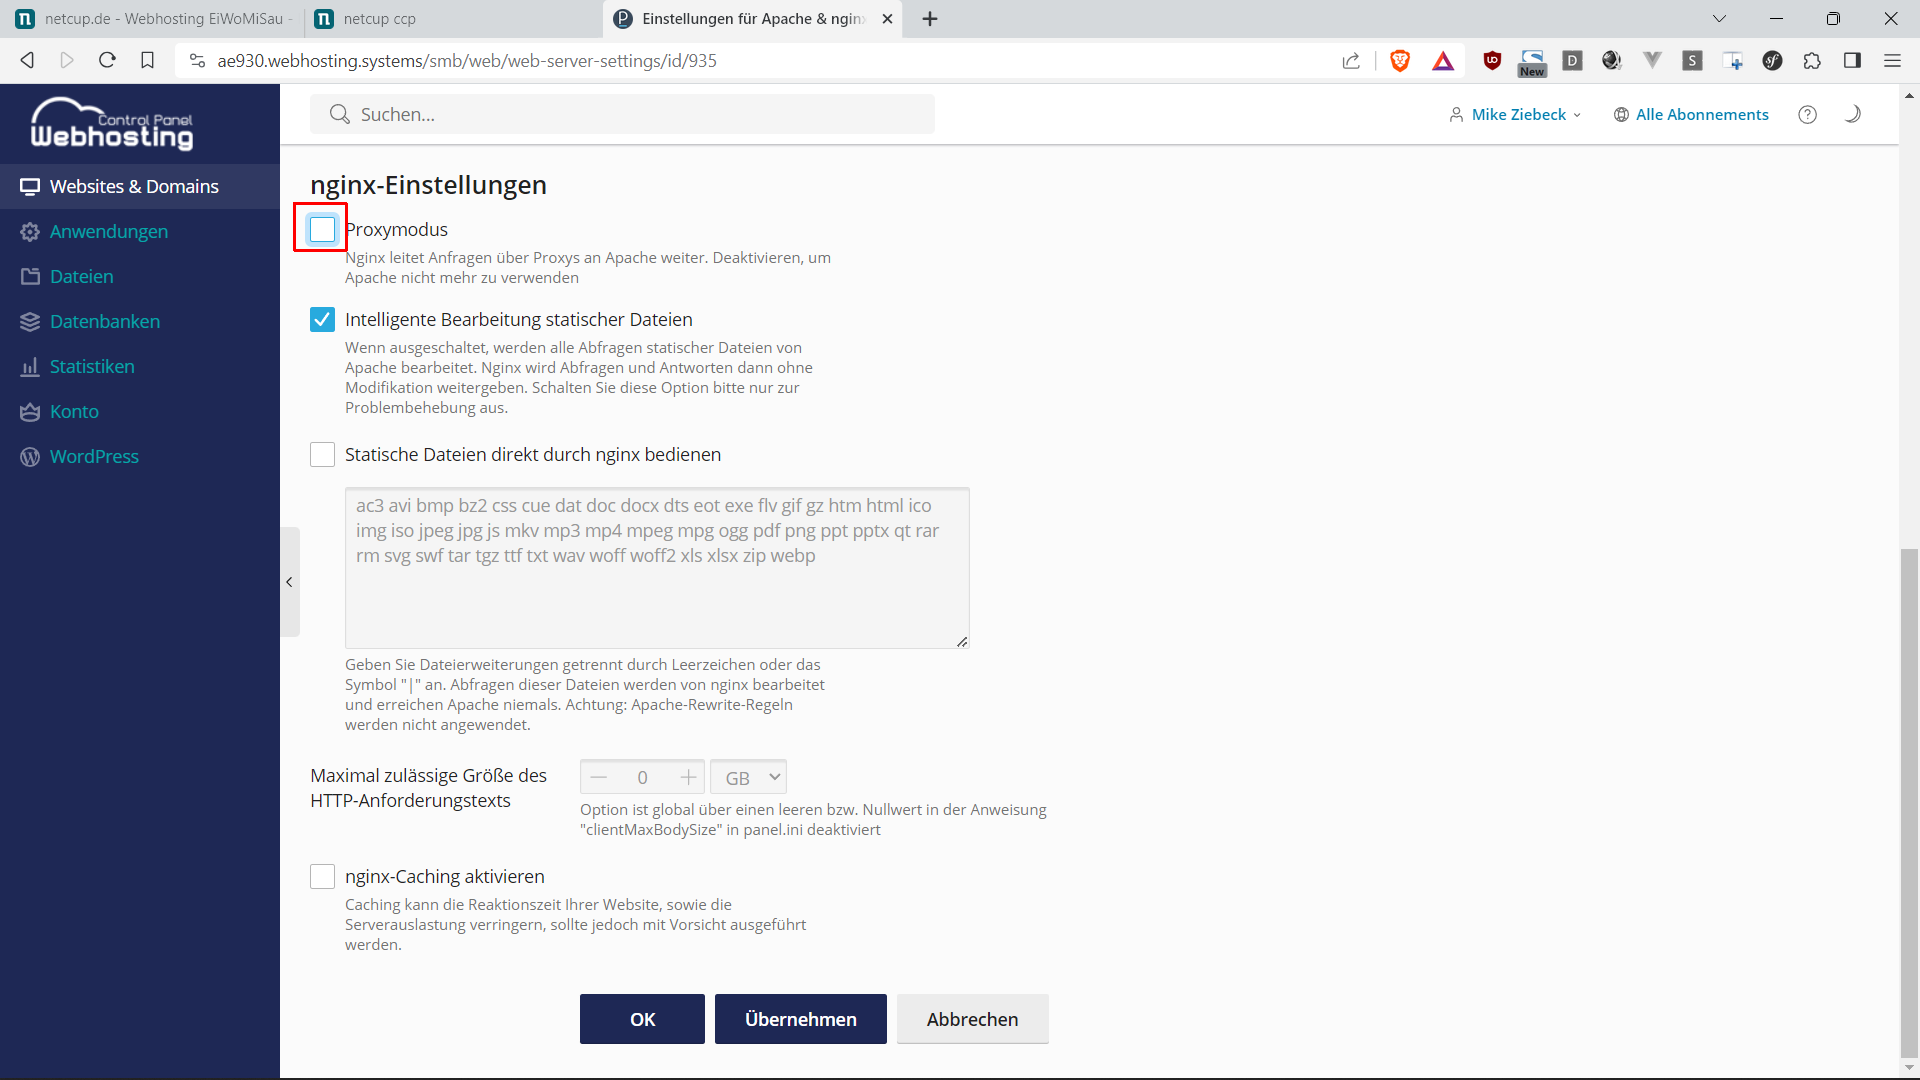 netcup.de - Webhosting EiWoMiSau -
netcup ccp
Einstellungen für Apache & nginx
ae930.webhosting.systems/smb/web/web-server-settings/id/935
New
Control Panel
Webhosting
Suchen...
Mike Ziebeck
Alle Abonnements
Websites & Domains
Anwendungen
Dateien
Datenbanken
Statistiken
Konto
WordPress
nginx-Einstellungen
Proxymodus
Nginx leitet Anfragen über Proxys an Apache weiter. Deaktivieren, um
Apache nicht mehr zu verwenden
Intelligente Bearbeitung statischer Dateien
Wenn ausgeschaltet, werden alle Abfragen statischer Dateien von
Apache bearbeitet. Nginx wird Abfragen und Antworten dann ohne
Modifikation weitergeben. Schalten Sie diese Option bitte nur zur
Problembehebung aus.
Statische Dateien direkt durch nginx bedienen
ac3 avi bmp bz2 css cue dat doc docx dts eot exe flv gif gz htm html ico
img iso jpeg jpg js mkv mp3 mp4 mpeg mpg ogg pdf png ppt pptx qt rar
rm svg swf tar tgz ttf txt wav woff woff2 xls xlsx zip webp
Geben Sie Dateierweiterungen getrennt durch Leerzeichen oder das
Symbol "|" an. Abfragen dieser Dateien werden von nginx bearbeitet
und erreichen Apache niemals. Achtung: Apache-Rewrite-Regeln
werden nicht angewendet.
Maximal zulässige Größe des
HTTP-Anforderungstexts
0
GB
Option ist global über einen leeren bzw. Nullwert in der Anweisung
"clientMaxBodySize" in panel.ini deaktiviert
nginx-Caching aktivieren
Caching kann die Reaktionszeit Ihrer Website, sowie die
Serverauslastung verringern, sollte jedoch mit Vorsicht ausgeführt
werden.
OK
Übernehmen
Abbrechen